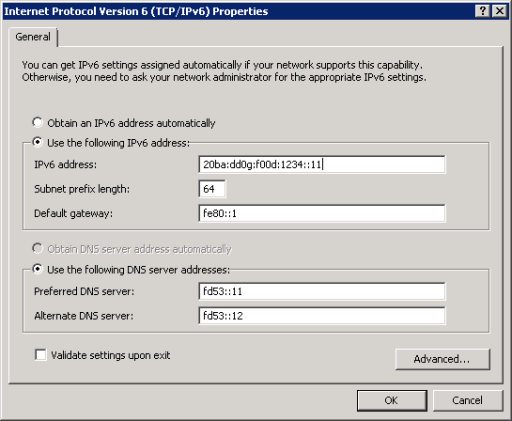 Internet Protocol Version 6 (TCP/IPv6) Properties
General
You can get IPv6 settings assigned automatically if your network supports this capability.
Otherwise, you need to ask your network administrator for the appropriate IPv6 settings.
Obtain an IPv6 address automatically
Use the following IPv6 address:
IPv6 address: 20ba:dd0g:f00d:1234::11
Subnet prefix length: 64
Default gateway: fe80::1
Obtain DNS server address automatically
Use the following DNS server addresses:
Preferred DNS server: fd53::11
Alternate DNS server: fd53::12
Validate settings upon exit
Advanced...
OK Cancel